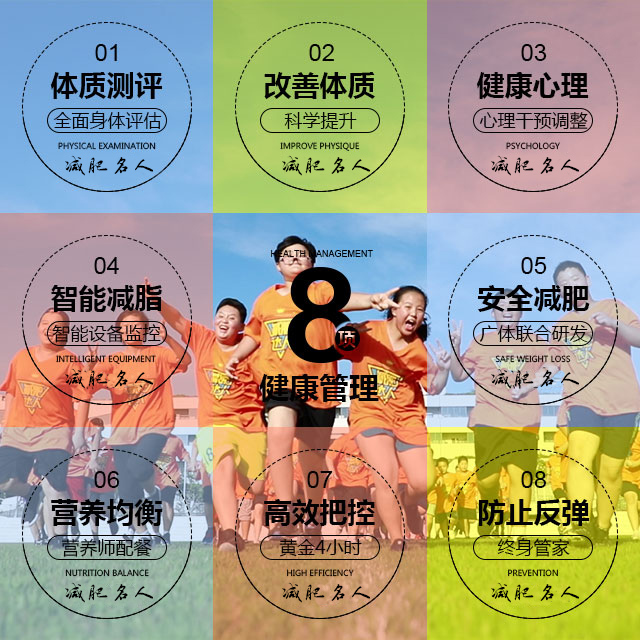 01
体质测评
全面身体评估
PHYSICAL EXAMINATION
减肥名人
02
改善体质
科学提升
IMPROVE PHYSIQUE
减肥名人
03
健康心理
心理干预调整
PSYCHOLOGY
减肥名人
04
智能减脂
智能设备监控
INTELLIGENT EQUIPMENT
减肥名人
HEALTH MANAGEMENT
8项
健康管理
05
安全减肥
广体联合研发
SAFE WEIGHT LOSS
减肥名人
06
营养均衡
营养师配餐
NUTRITION BALANCE
减肥名人
07
高效把控
黄金4小时
HIGH EFFICIENCY
减肥名人
08
防止反弹
终身管家
PREVENTION
减肥名人